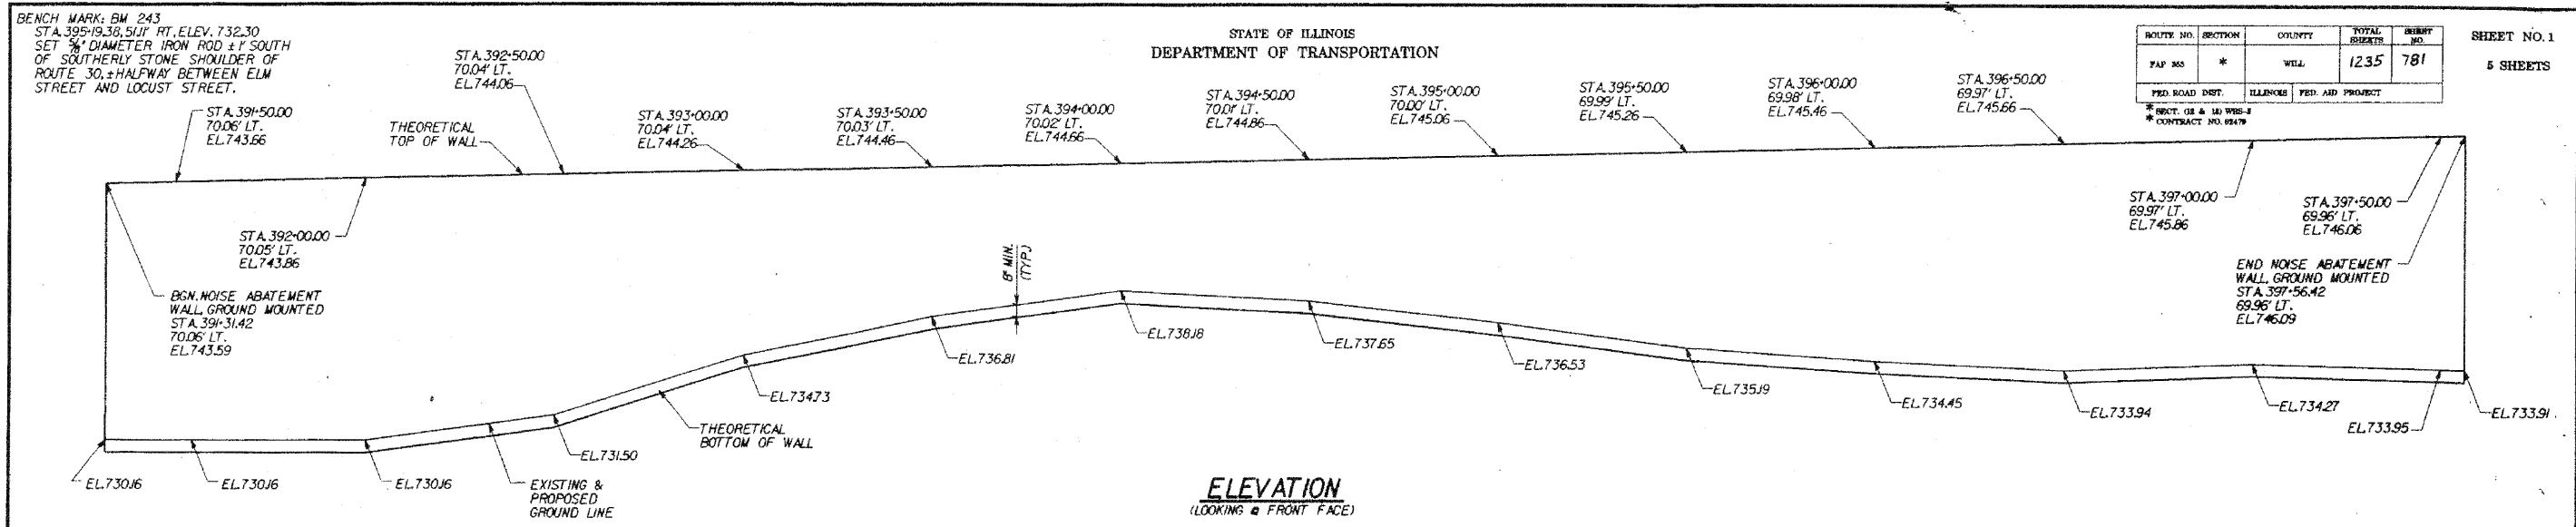 BENCH MARK: BM 243
STA. 395+19.38, 51.11' RT., ELEV. 732.30
SET 5/8" DIAMETER IRON ROD ±1' SOUTH
OF SOUTHERLY STONE SHOULDER OF
ROUTE 30, ±HALFWAY BETWEEN ELM
STREET AND LOCUST STREET.
STATE OF ILLINOIS
DEPARTMENT OF TRANSPORTATION
ROUTE NO. SECTION COUNTY TOTAL SHEETS SHEET NO.
FAP 355 * WILL 1235 781
FED. ROAD DIST. ILLINOIS FED. AID PROJECT
* CONTRACT NO. 62479
SHEET NO. 1
5 SHEETS
STA. 391+50.00
70.06' LT.
EL. 743.66
THEORETICAL
TOP OF WALL
STA. 392+50.00
70.04' LT.
EL. 744.06
STA. 393+00.00
70.04' LT.
EL. 744.26
STA. 393+50.00
70.03' LT.
EL. 744.46
STA. 394+00.00
70.02' LT.
EL. 744.66
STA. 394+50.00
70.01' LT.
EL. 744.86
STA. 395+00.00
70.00' LT.
EL. 745.06
STA. 395+50.00
69.99' LT.
EL. 745.26
STA. 396+00.00
69.98' LT.
EL. 745.46
STA. 396+50.00
69.97' LT.
EL. 745.66
STA. 392+00.00
70.05' LT.
EL. 743.86
STA. 397+00.00
69.97' LT.
EL. 745.86
STA. 397+50.00
69.96' LT.
EL. 746.06
BGN. NOISE ABATEMENT
WALL, GROUND MOUNTED
STA. 391+31.42
70.06' LT.
EL. 743.59
8" MIN.
(TYP.)
END NOISE ABATEMENT
WALL, GROUND MOUNTED
STA. 397+56.42
69.96' LT.
EL. 746.09
EL. 730.16
EL. 730.16
EL. 730.16
EXISTING &
PROPOSED
GROUND LINE
EL. 731.50
THEORETICAL
BOTTOM OF WALL
EL. 734.73
EL. 736.81
EL. 738.18
EL. 737.65
EL. 736.53
EL. 735.19
EL. 734.45
EL. 733.94
EL. 734.27
EL. 733.95
EL. 733.91
ELEVATION
(LOOKING @ FRONT FACE)